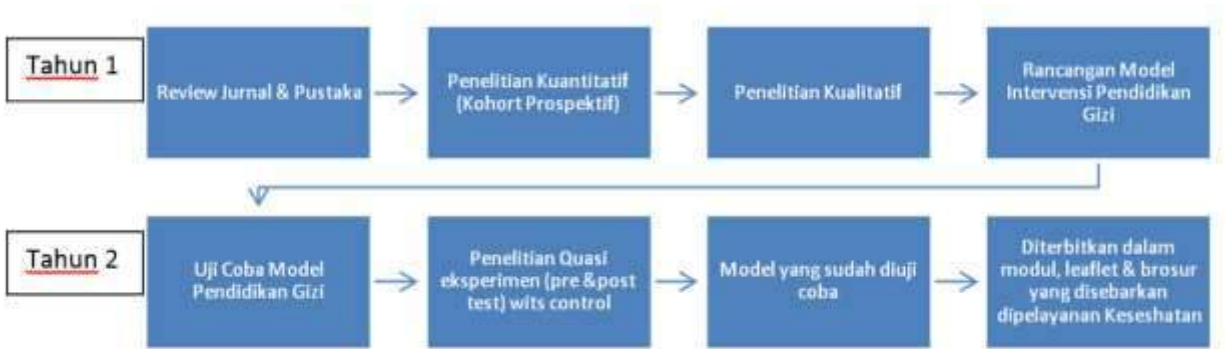 Tahun 1
Review Jurnal & Pustaka
Penelitian Kuantitatif
(Kohort Prospektif)
Penelitian Kualitatif
Rancangan Model
Intervensi Pendidikan
Gizi
Tahun 2
Uji Coba Model
Pendidikan Gizi
Penelitian Quasi
eksperimen (pre &post
test) wits control
Model yang sudah diuji
coba
Diterbitkan dalam
modul, leaflet & brosur
yang disebarkan
dipelayanan Keseshatan